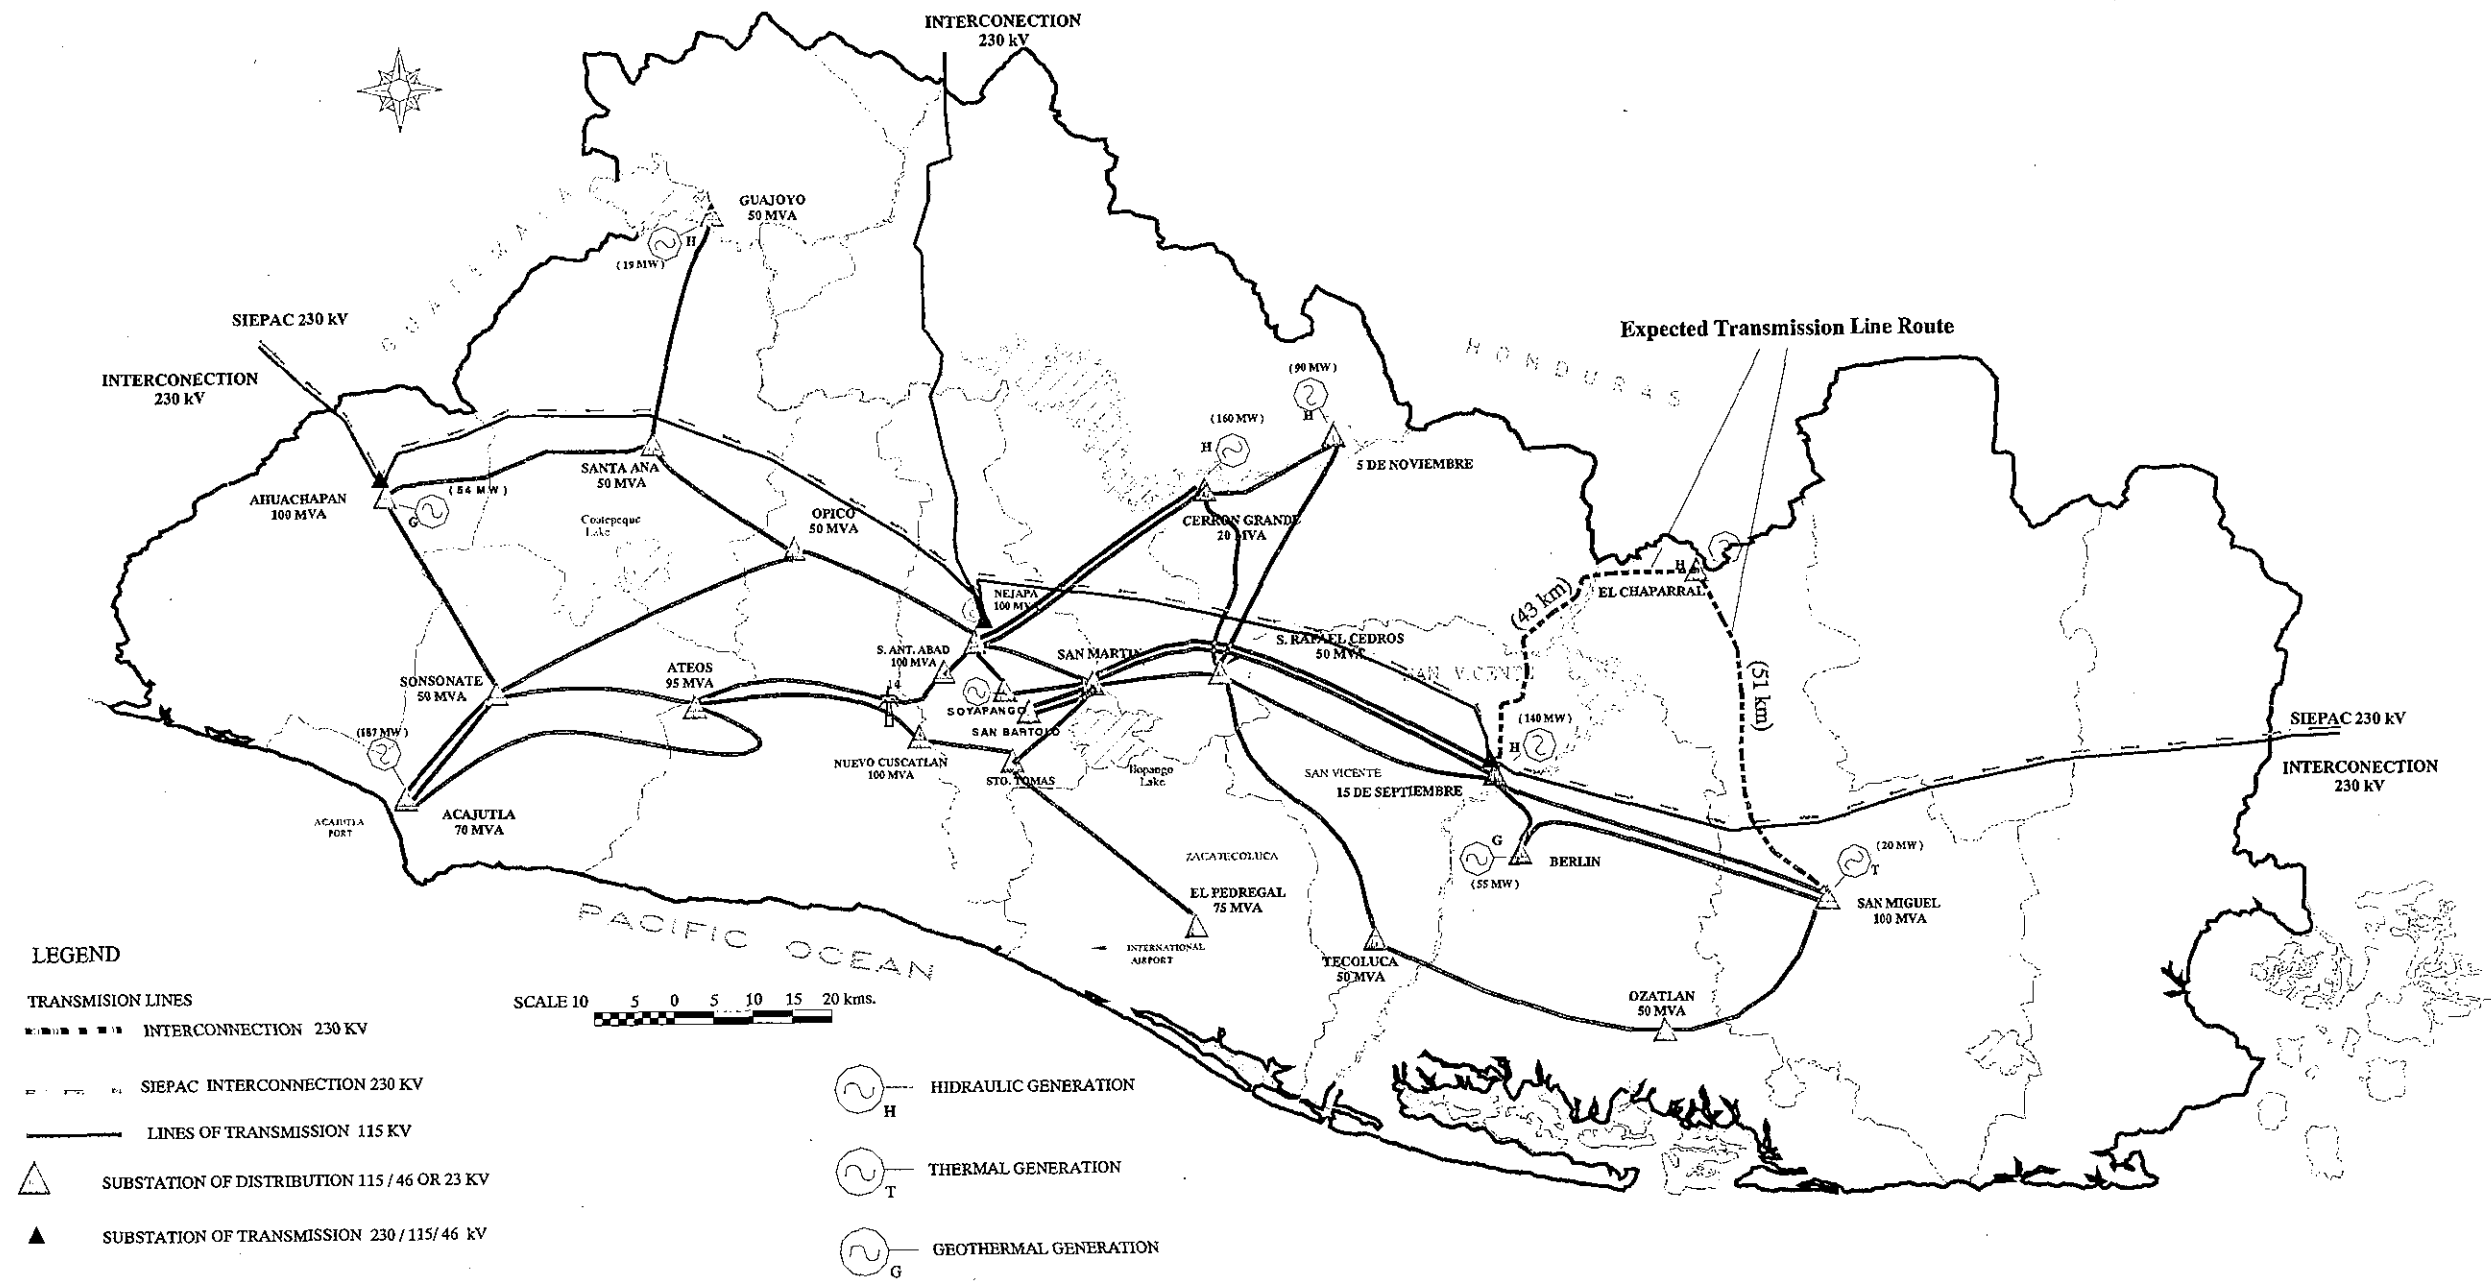 INTERCONECTION
230 kV
GUATEMALA
GUAJOYO
50 MVA
H
(19 MW)
SIEPAC 230 kV
INTERCONECTION
230 kV
HONDURAS
Expected Transmission Line Route
(90 MW)
H
(160 MW)
H
5 DE NOVIEMBRE
SANTA ANA
50 MVA
AHUACHAPAN
100 MVA
(54 MW)
G
Coatepeque
Lake
OPICO
50 MVA
CERRON GRANDE
20 MVA
NEJAPA
100 MVA
H
EL CHAPARRAL
(43 km)
(51 km)
S. ANT. ABAD
100 MVA
SAN MARTIN
S. RAFAEL CEDROS
50 MVA
SAN VICENTE
ATEOS
95 MVA
SONSONATE
50 MVA
14
SOYAPANGO
SAN BARTOLO
(140 MW)
H
SIEPAC 230 kV
INTERCONECTION
230 kV
NUEVO CUSCATLAN
100 MVA
STO. TOMAS
Ilopango
Lake
SAN VICENTE
15 DE SEPTIEMBRE
ACAJUTLA
70 MVA
ACAJUTLA
PORT
ZACATECOLUCA
G
BERLIN
(55 MW)
(20 MW)
T
SAN MIGUEL
100 MVA
EL PEDREGAL
75 MVA
INTERNATIONAL
AIRPORT
TECOLUCA
50 MVA
OZATLAN
50 MVA
PACIFIC OCEAN
LEGEND
TRANSMISION LINES
INTERCONNECTION 230 KV
SIEPAC INTERCONNECTION 230 KV
LINES OF TRANSMISSION 115 KV
SUBSTATION OF DISTRIBUTION 115 / 46 OR 23 KV
SUBSTATION OF TRANSMISSION 230 / 115/ 46 kV
SCALE 10 5 0 5 10 15 20 kms.
H
HIDRAULIC GENERATION
T
THERMAL GENERATION
G
GEOTHERMAL GENERATION